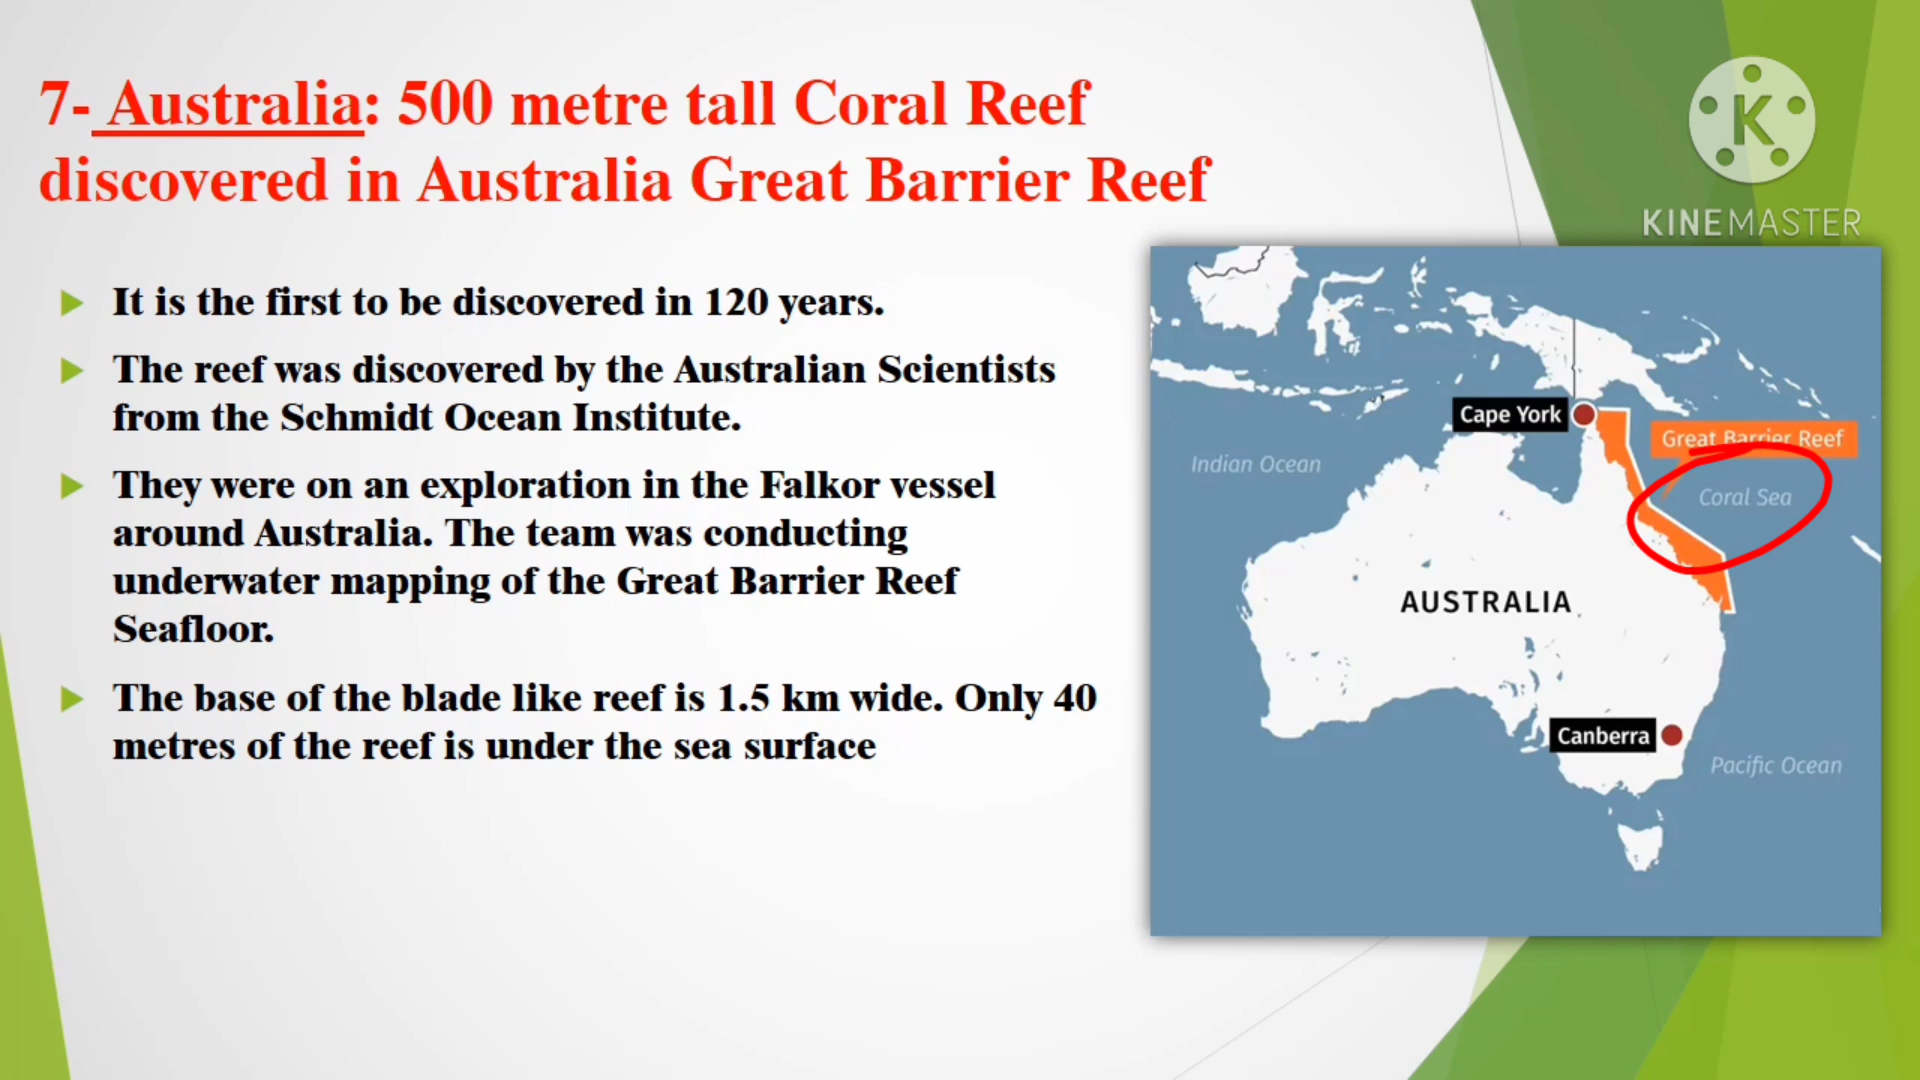 7- Australia: 500 metre tall Coral Reef
discovered in Australia Great Barrier Reef
It is the first to be discovered in 120 years.
The reef was discovered by the Australian Scientists
from the Schmidt Ocean Institute.
They were on an exploration in the Falkor vessel
around Australia. The team was conducting
underwater mapping of the Great Barrier Reef
Seafloor.
The base of the blade like reef is 1.5 km wide. Only 40
metres of the reef is under the sea surface
K
KINEMASTER
Cape York
Great Barrier Reef
Indian Ocean
Coral Sea
AUSTRALIA
Canberra
Pacific Ocean